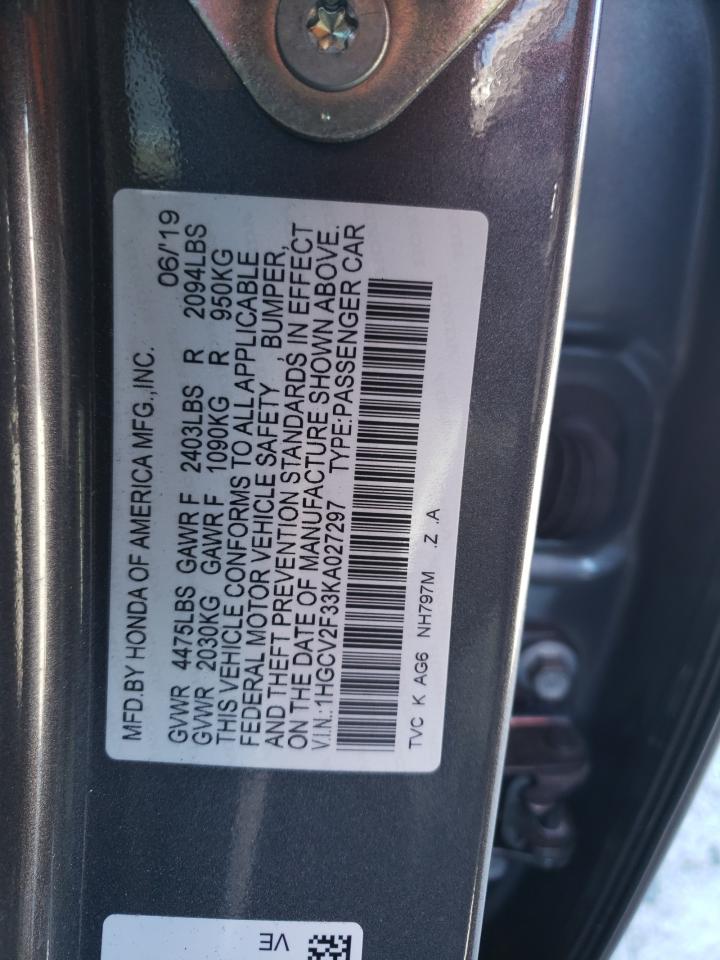 MFD.BY HONDA OF AMERICA MFG.,INC. 06/'19
GVWR 4475LBS GAWR F 2403LBS R 2094LBS
GVWR 2030KG GAWR F 1090KG R 950KG
THIS VEHICLE CONFORMS TO ALL APPLICABLE
FEDERAL MOTOR VEHICLE SAFETY , BUMPER,
AND THEFT PREVENTION STANDARDS IN EFFECT
ON THE DATE OF MANUFACTURE SHOWN ABOVE.
V.I.N.:1HGCV2F33KA027297 TYPE:PASSENGER CAR
TVC K AG6 NH797M .Z .A
VE